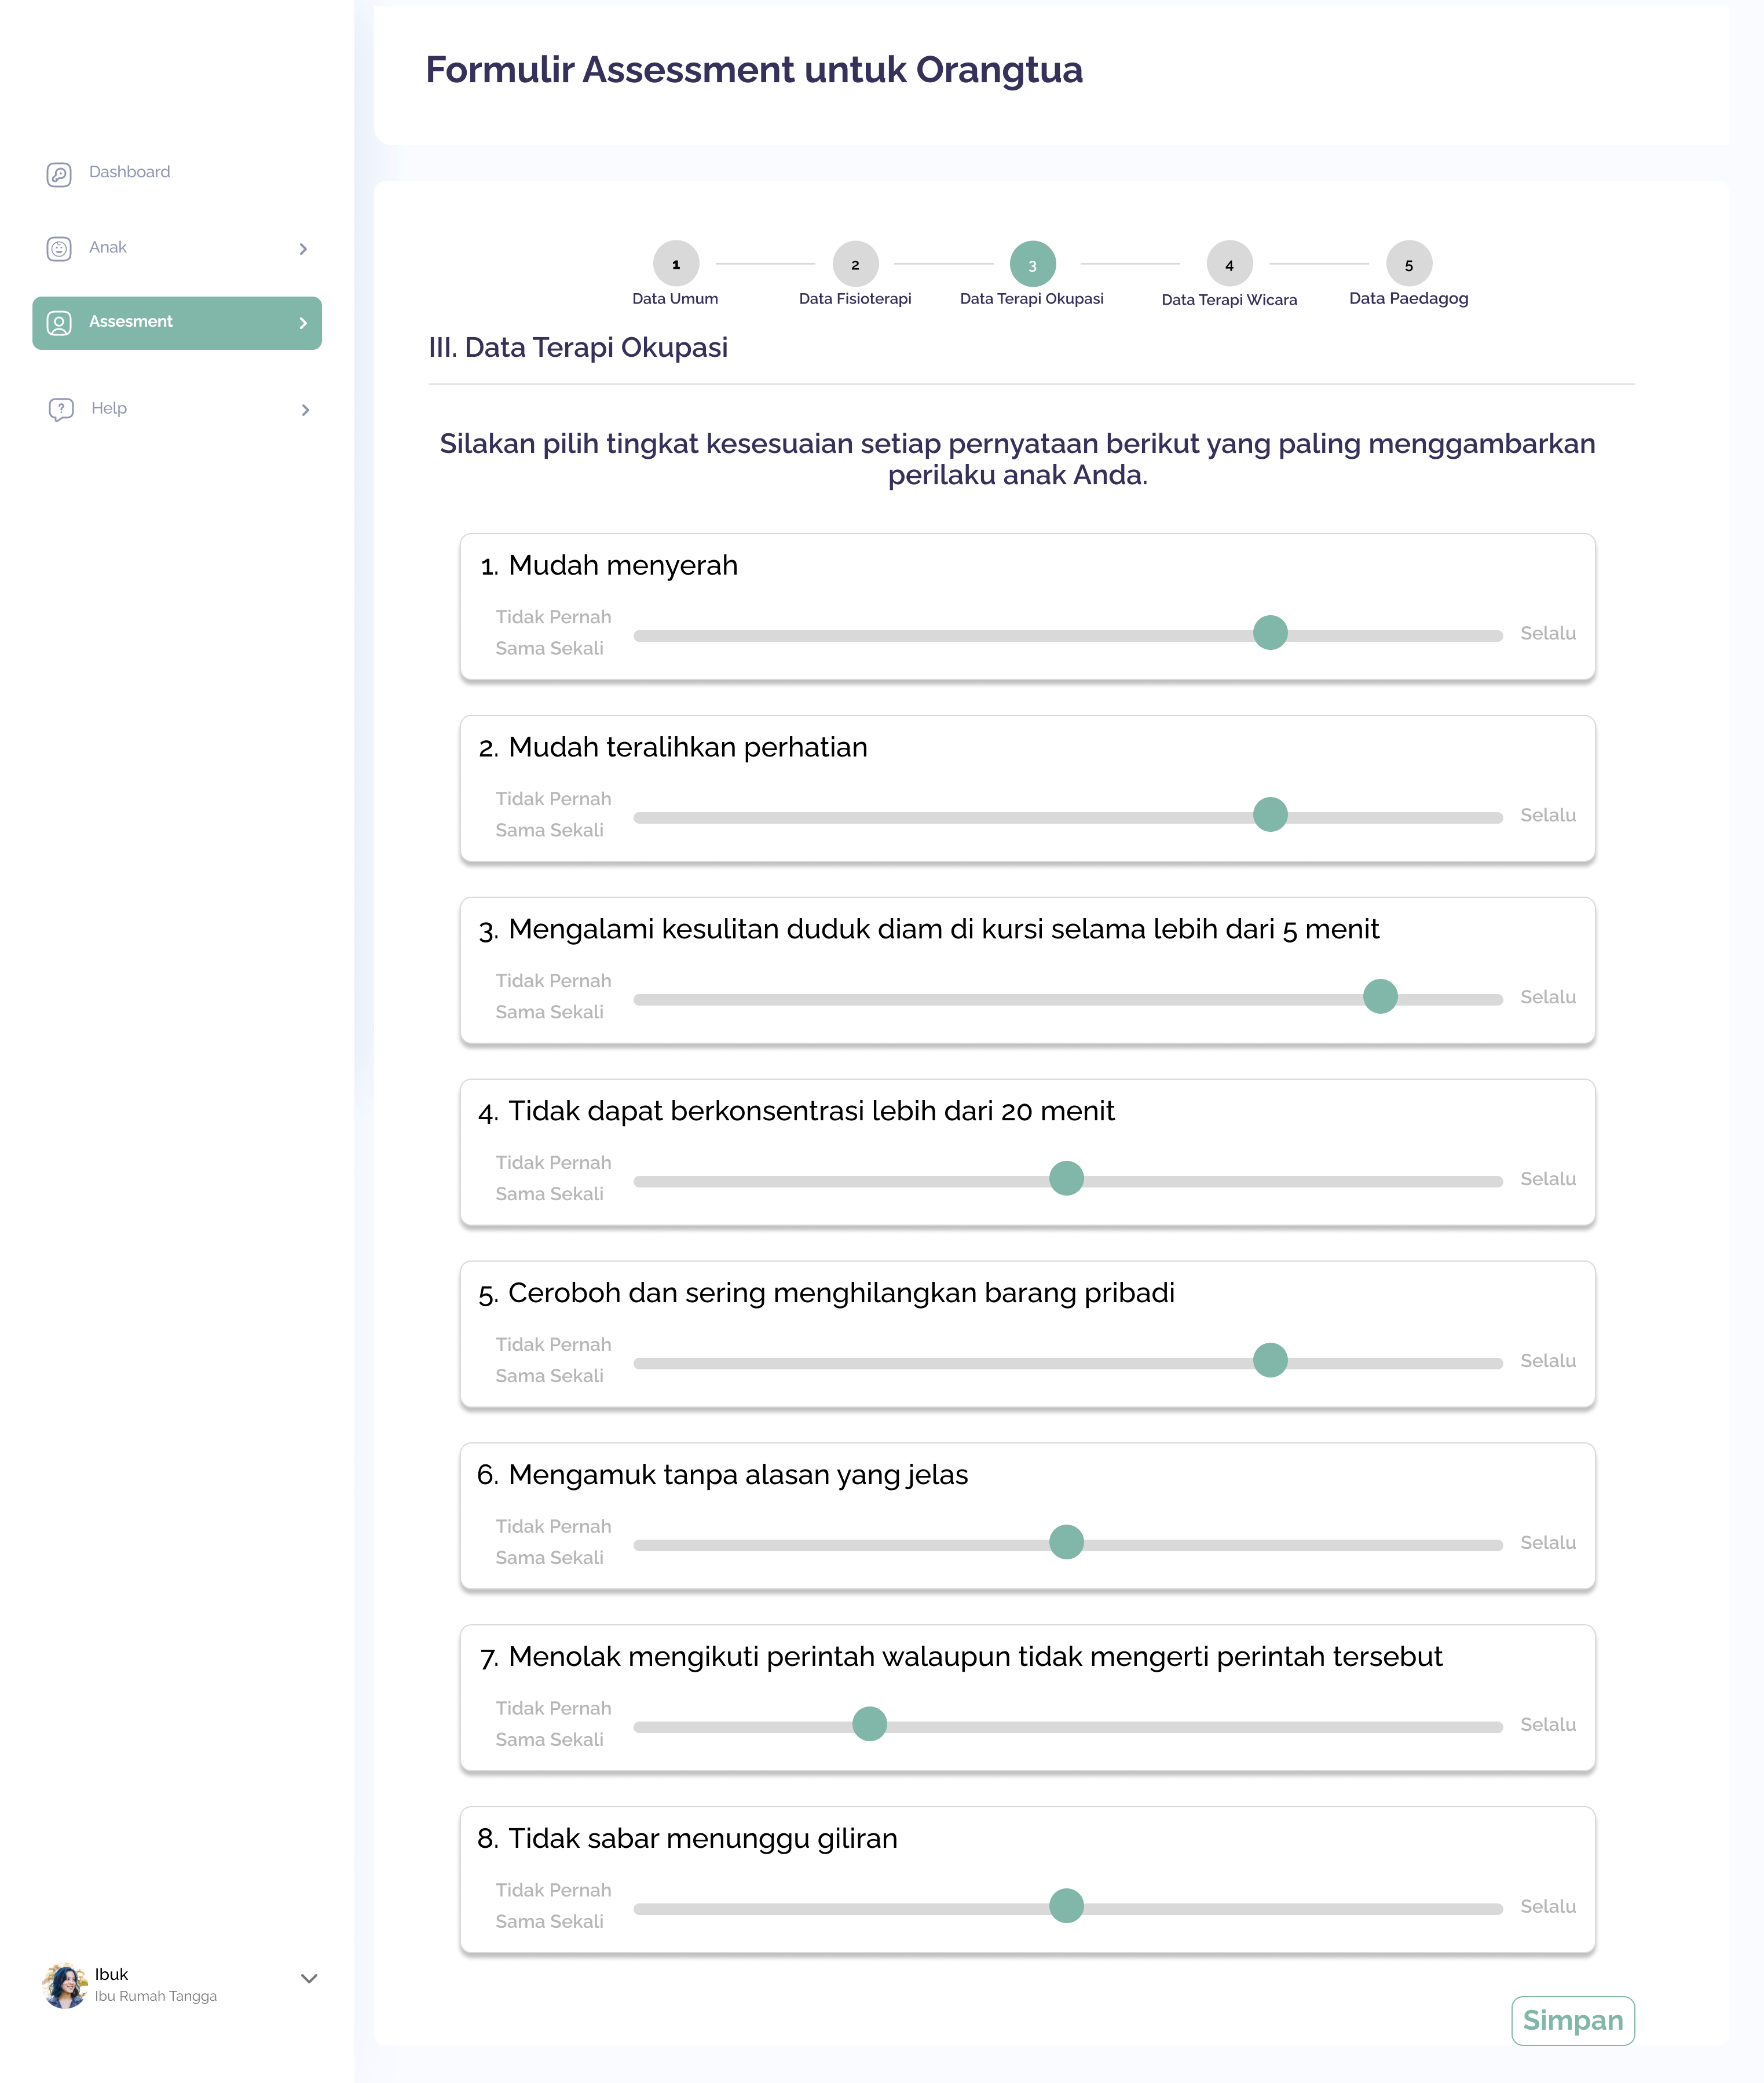 Formulir Assessment untuk Orangtua
Dashboard
Anak
Assesment
Help
1
2
3
4
5
Data Umum
Data Fisioterapi
Data Terapi Okupasi
Data Terapi Wicara
Data Paedagog
III. Data Terapi Okupasi
Silakan pilih tingkat kesesuaian setiap pernyataan berikut yang paling menggambarkan
perilaku anak Anda.
1. Mudah menyerah
Tidak Pernah
Sama Sekali
Selalu
2. Mudah teralihkan perhatian
Tidak Pernah
Sama Sekali
Selalu
3. Mengalami kesulitan duduk diam di kursi selama lebih dari 5 menit
Tidak Pernah
Sama Sekali
Selalu
4. Tidak dapat berkonsentrasi lebih dari 20 menit
Tidak Pernah
Sama Sekali
Selalu
5. Ceroboh dan sering menghilangkan barang pribadi
Tidak Pernah
Sama Sekali
Selalu
6. Mengamuk tanpa alasan yang jelas
Tidak Pernah
Sama Sekali
Selalu
7. Menolak mengikuti perintah walaupun tidak mengerti perintah tersebut
Tidak Pernah
Sama Sekali
Selalu
8. Tidak sabar menunggu giliran
Tidak Pernah
Sama Sekali
Selalu
Ibuk
Ibu Rumah Tangga
Simpan